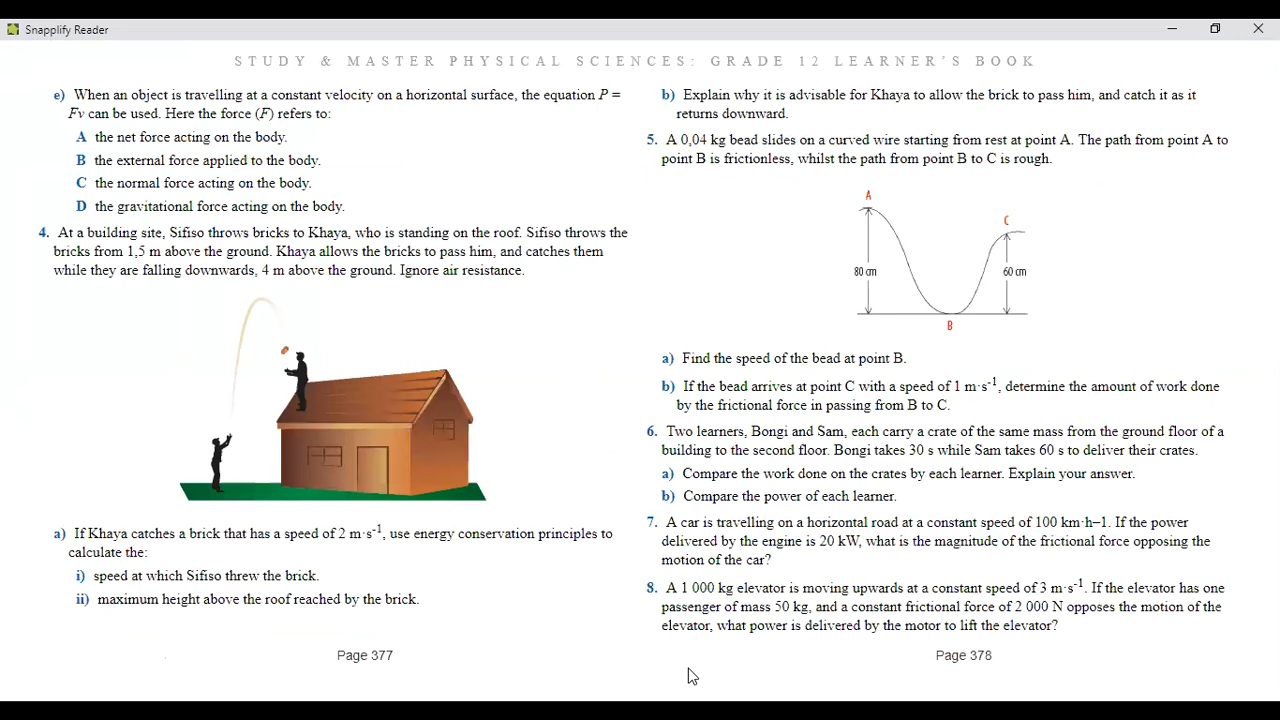 Snapplify Reader
STUDY & MASTER PHYSICAL SCIENCES: GRADE 12 LEARNER'S BOOK
e) When an object is travelling at a constant velocity on a horizontal surface, the equation P =
Fv can be used. Here the force (F) refers to:
A the net force acting on the body.
B the external force applied to the body.
C the normal force acting on the body.
D the gravitational force acting on the body.
4. At a building site, Sifiso throws bricks to Khaya, who is standing on the roof. Sifiso throws the
bricks from 1,5 m above the ground. Khaya allows the bricks to pass him, and catches them
while they are falling downwards, 4 m above the ground. Ignore air resistance.
a) If Khaya catches a brick that has a speed of 2 m·s⁻¹, use energy conservation principles to
calculate the:
i) speed at which Sifiso threw the brick.
ii) maximum height above the roof reached by the brick.
Page 377
b) Explain why it is advisable for Khaya to allow the brick to pass him, and catch it as it
returns downward.
5. A 0,04 kg bead slides on a curved wire starting from rest at point A. The path from point A to
point B is frictionless, whilst the path from point B to C is rough.
A
C
80 cm
60 cm
B
a) Find the speed of the bead at point B.
b) If the bead arrives at point C with a speed of 1 m·s⁻¹, determine the amount of work done
by the frictional force in passing from B to C.
6. Two learners, Bongi and Sam, each carry a crate of the same mass from the ground floor of a
building to the second floor. Bongi takes 30 s while Sam takes 60 s to deliver their crates.
a) Compare the work done on the crates by each learner. Explain your answer.
b) Compare the power of each learner.
7. A car is travelling on a horizontal road at a constant speed of 100 km·h–1. If the power
delivered by the engine is 20 kW, what is the magnitude of the frictional force opposing the
motion of the car?
8. A 1 000 kg elevator is moving upwards at a constant speed of 3 m·s⁻¹. If the elevator has one
passenger of mass 50 kg, and a constant frictional force of 2 000 N opposes the motion of the
elevator, what power is delivered by the motor to lift the elevator?
Page 378